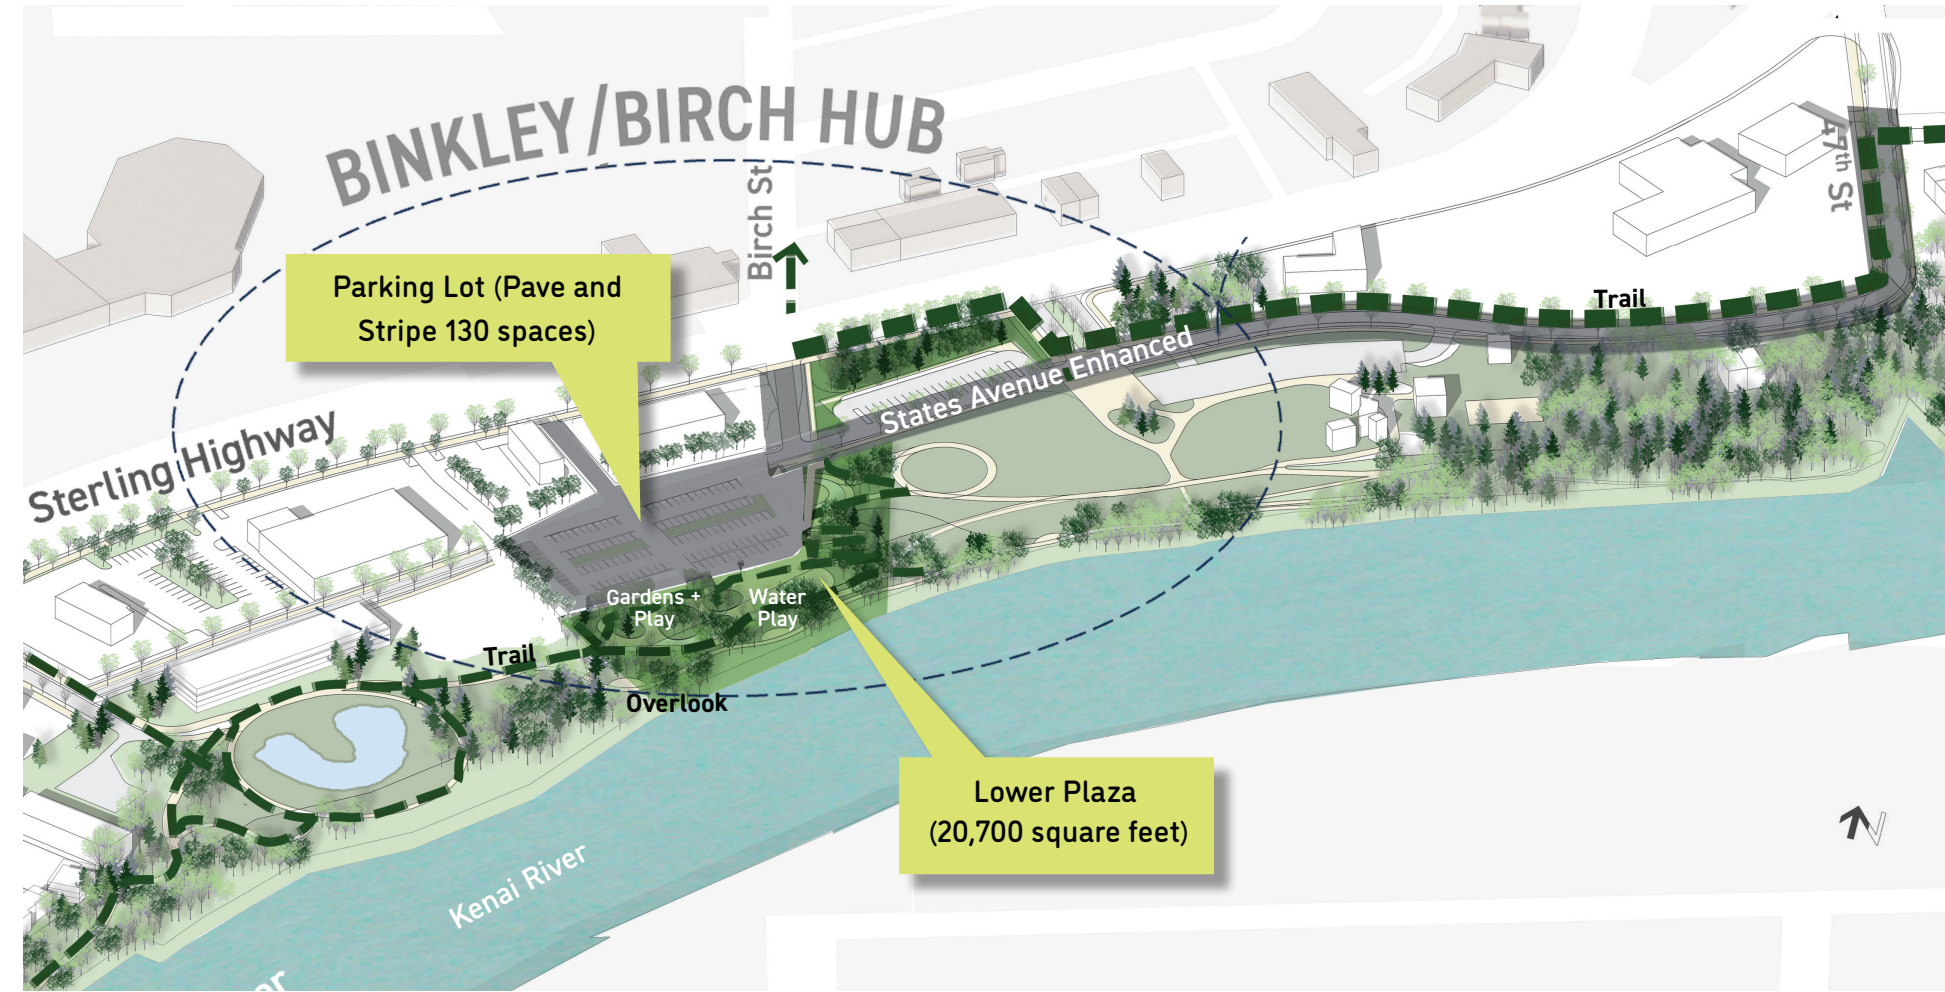 BINKLEY/BIRCH HUB
47th St
Birch St
Parking Lot (Pave and
Stripe 130 spaces)
Trail
States Avenue Enhanced
Sterling Highway
Gardens +
Play
Water
Play
Trail
Overlook
Lower Plaza
(20,700 square feet)
Kenai River
N